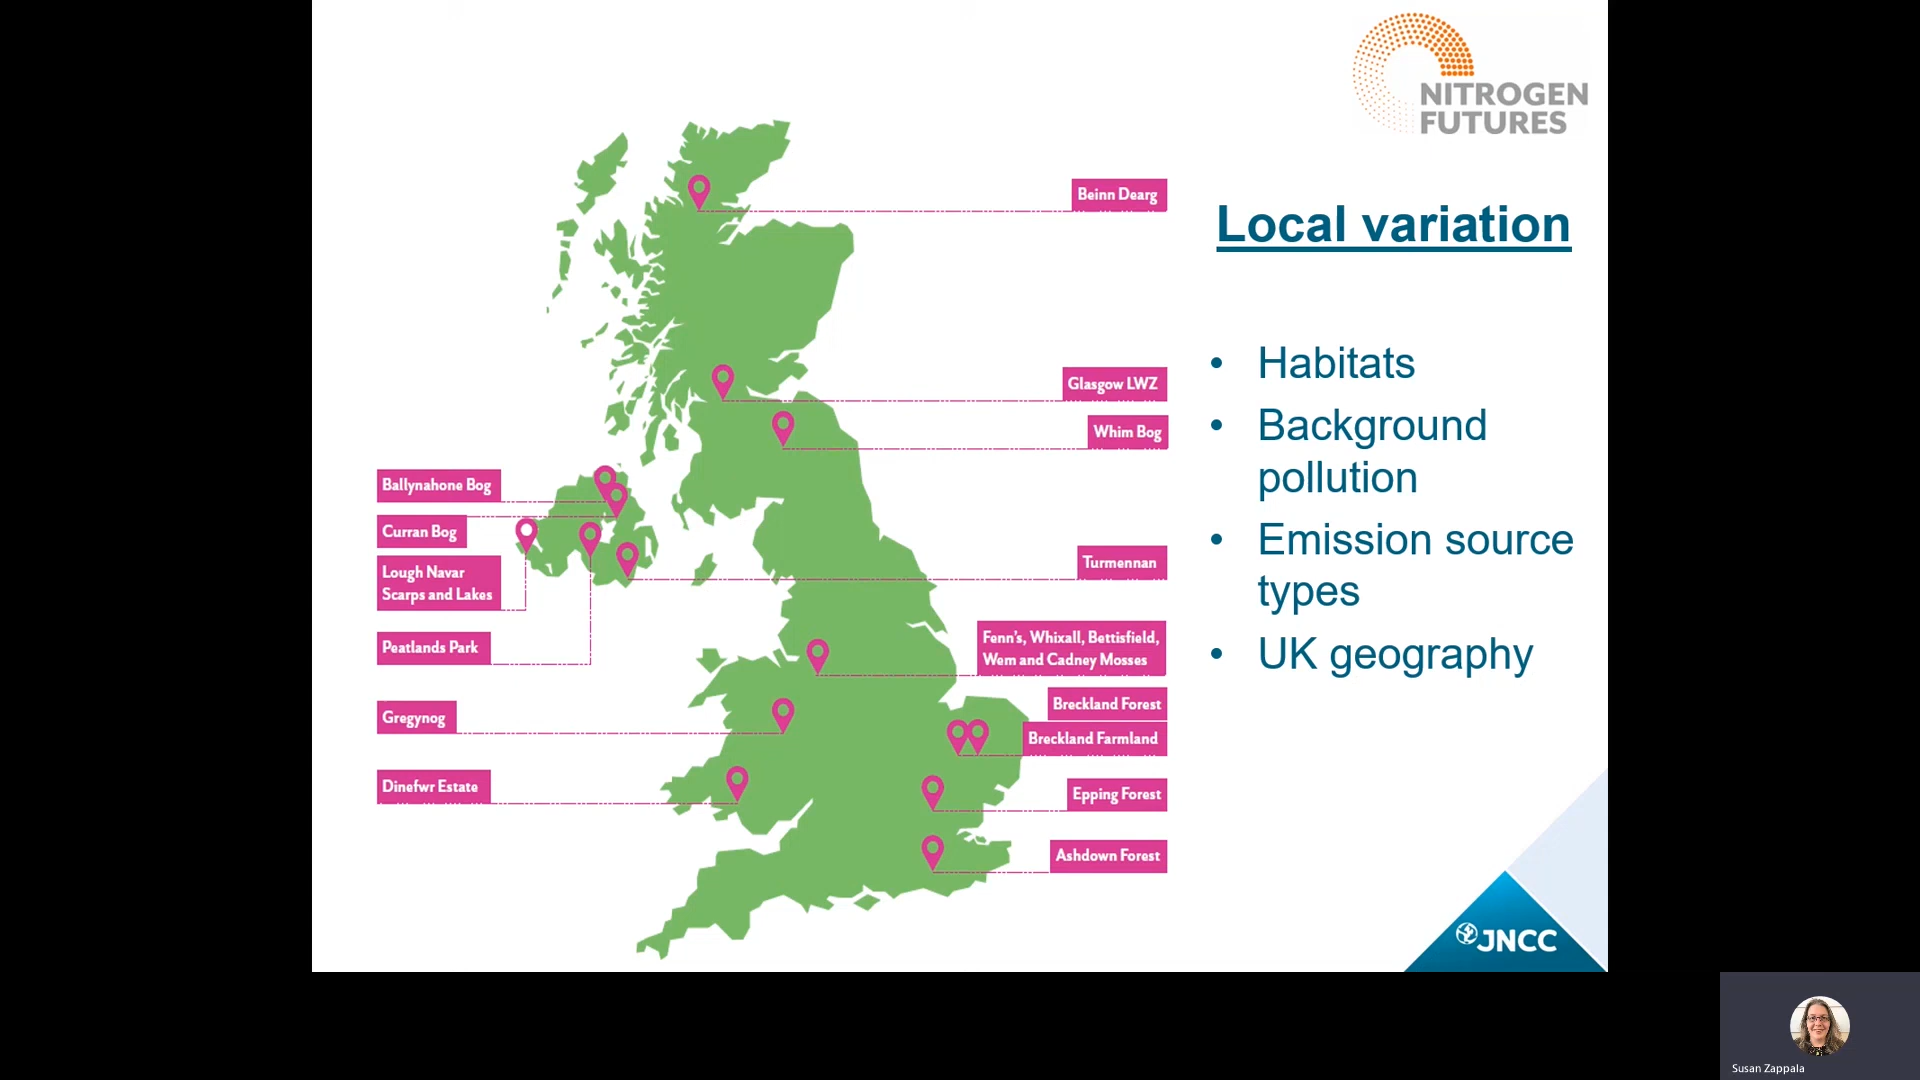 NITROGEN
FUTURES
Local variation
• Habitats
• Background
pollution
• Emission source
types
• UK geography
Beinn Dearg
Glasgow LWZ
Whim Bog
Ballynahone Bog
Curran Bog
Lough Navar
Scarps and Lakes
Peatlands Park
Turmennan
Fenn's, Whixall, Bettisfield,
Wem and Cadney Mosses
Breckland Forest
Breckland Farmland
Gregynog
Dinefwr Estate
Epping Forest
Ashdown Forest
JNCC
Susan Zappala